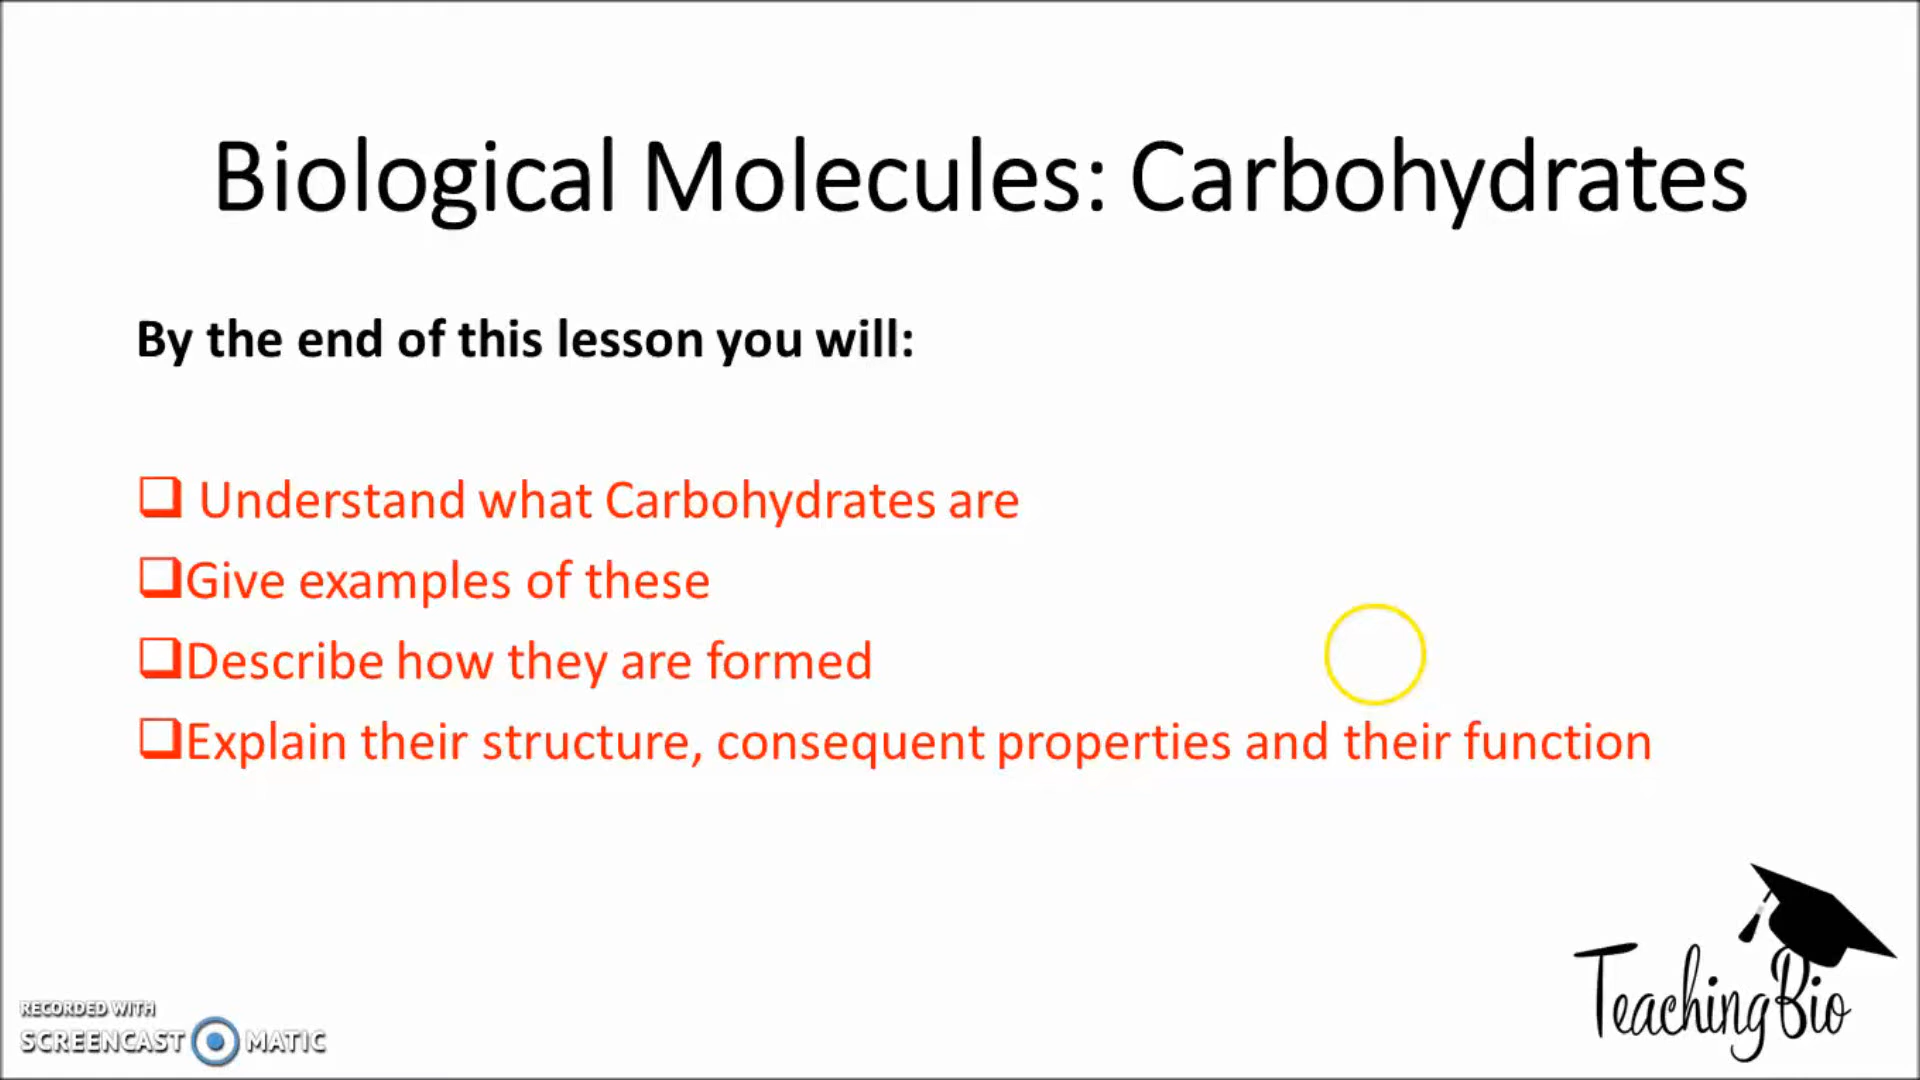 Biological Molecules: Carbohydrates
By the end of this lesson you will:
Understand what Carbohydrates are
Give examples of these
Describe how they are formed
Explain their structure, consequent properties and their function
TeachingBio
RECORDED WITH
SCREENCAST MATIC